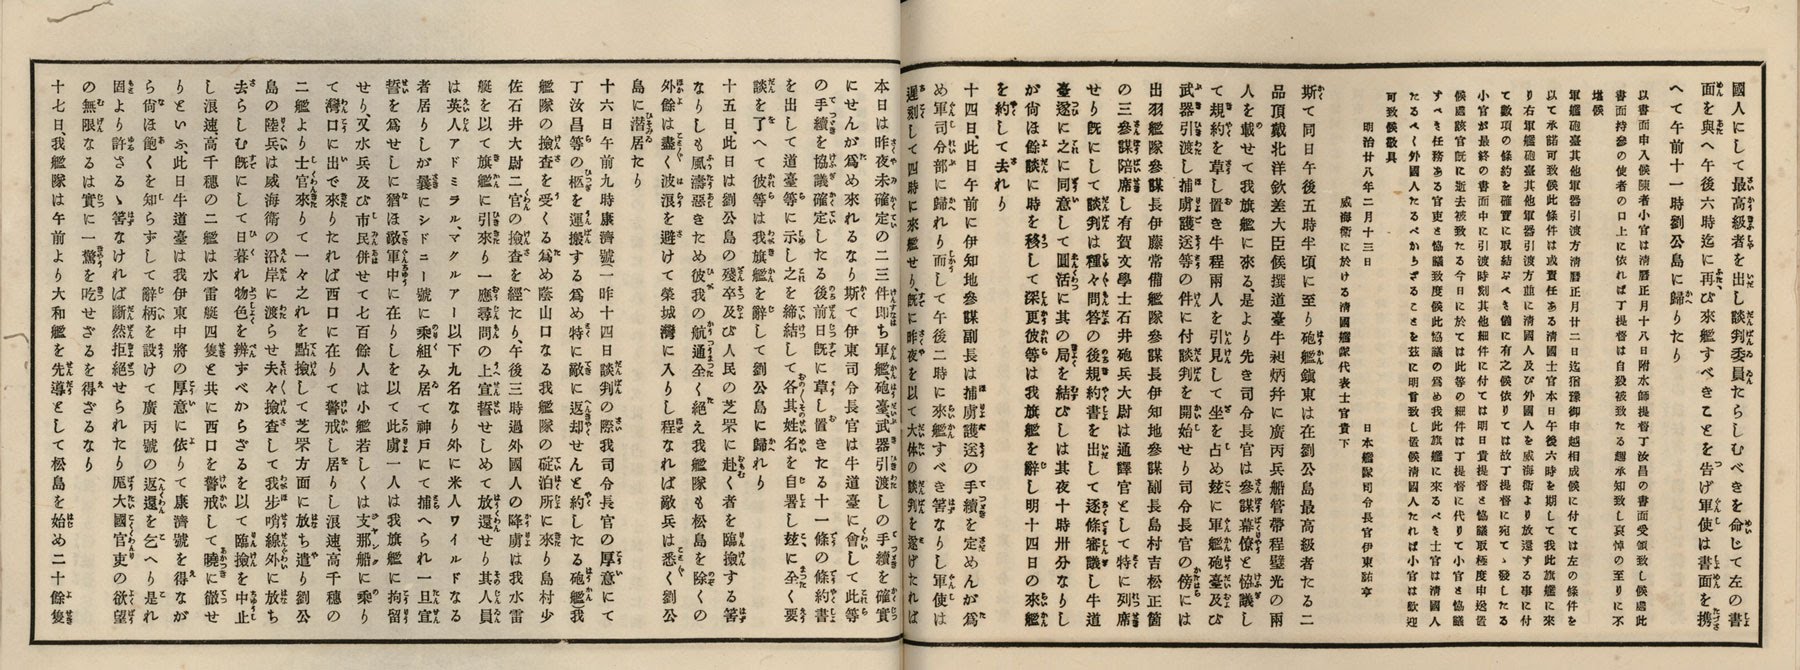 國人にして最高級者を出し談判委員たらしむべきを命じて左の書
面を與へ午後六時迄に再び來艦すべきことを告げ軍使は書面を携
へて午前十一時劉公島に歸りたり
以書面申入候陳者小官は清曆正月十八日附水師提督丁汝昌の書面受領致し候處此
書面持參の使者の口上に依れば丁提督は自殺被致たる趣承知致し哀悼の至りに不
堪候
軍艦砲臺其他軍器引渡方清曆正月廿二日迄猶豫御申越相成候に付ては左の條件を
以て承諾可致候此條件は或責任ある清國士官本日午後六時を期して我此旗艦に來
り右軍艦砲臺其他軍器引渡方並に清國人及び外國人を威海衛より放還する事に付
て數項の條約を確實に取結ぶべき儀に有之候依りては故丁提督に宛てゝ發したる
小官が最終の書面中に引渡時刻其他細件に付ては明日貴提督と協議取極度申送置
候處該官既に逝去被致たる今日に於ては此等の細件は丁提督に代りて小官と協議
すべき任務ある官吏と協議致度候此協議の爲め我此旗艦に來るべき士官は清國人
たるべく外國人たるべからざることを茲に明言致し置候清國人たれば小官は歡迎
可致候敬具
明治廿八年二月十三日
日本艦隊司令長官伊東祐亨
威海衛に於ける清國艦隊代表士官貴下
斯て同日午後五時半頃に至り砲艦鎮東は在劉公島最高級者たる二
品頂戴北洋欽差大臣候撰道臺牛昶炳幷に廣丙兵船管帶程璧光の兩
人を載せて我旗艦に來る、是より先き司令長官は參謀幕僚と協議し
て規約を草し置き牛程兩人を引見して坐を占め玆に軍艦砲臺及び
武器引渡し捕虜護送等の件に付談判を開始せり司令長官の傍には
出羽艦隊參謀長伊藤常備艦隊參謀長伊知地參謀副長島村吉松正箇
の三參謀陪席し有賀文學士石井砲兵大尉は通譯官として特に列席
せり既にして談判は種々問答の後規約書を出して逐條審議し牛道
臺遂に之に同意して圓活に其の局を結びしは其夜十時卅分なりし
が尙ほ餘談に時を移して深更彼等は我旗艦を辭し明十四日の來艦
を約して去れり
十四日、此日午前に伊知地參謀副長は捕虜護送の手續を定めんが爲
め軍司令部に歸れり而して午後二時に來艦すべき筈なりし軍使は
遲刻して四時に來艦せり、既に昨夜を以て大体の談判を遂げたれば
本日は昨夜未確定の二三件即ち軍艦、砲臺、武器引渡しの手續を確實
にせんが爲め來れるなり斯て伊東司令長官は牛道臺に會して此等
の手續を協議確定したる後前日既に草しおきたる十一條の條約書
を出して道臺等に示し之を締結して各其姓名を自署し玆に全く要
談を了へて彼等は我旗艦を辭して劉公島に歸れり
十五日、此日は劉公島の殘卒及び人民の芝罘に赴く者を臨撿する筈
なりしも風濤惡きため彼我の航通全く絕え我艦隊も松島を除くの
外餘は盡く波浪を避けて榮城灣に入りし程なれば敵兵は悉く劉公
島に潜居たり
十六日午前九時康濟號(一昨十四日談判の際我司令長官の厚意にて
丁汝昌等の柩を運搬する爲め特に敵に返却せんと約したる砲艦)我
艦隊の撿査を受くる爲め蔭山口なる我艦隊の碇泊所に來り島村少
佐石井大尉二官の撿査を經たり、午後三時過外國人の降虜は我水雷
艇を以て旗艦に引來り一應尋問の上宣誓せしめて放還せり其人員
は英人アドミラル、マクルアー以下九名なり外に米人ワイルドなる
者居りしが曩にシドニー號に乘組み居て神戸にて捕へられ一旦宣
誓を爲せしに猶ほ敬軍中に在りしを以て此虜一人は我旗艦に拘留
せり、又水兵及び市民併せて七百餘人は小艦若しくは支那船に乘り
て灣口に出で來りたれば西口に在りて警戒し居りし浪速、高千穗の
二艦より士官來りて一々之れを點撿して芝罘方面に放ち遣り劉公
島の陸兵は威海衛の沿岸に渡らせ夫々撿査して我步哨線外に放ち
去らしむ既にして日暮れ物色を辨ずべからざるを以て臨撿を中止
し浪速、高千穗の二艦は水雷艇四隻と共に西口を警戒して曉に徹せ
りといふ、此日牛道臺は我伊東中將の厚意に依りて康濟號を得なが
ら尙ほ飽くを知らずして辭柄を設けて廣丙號の返還を乞へり是れ
固より許さるゝ筈なければ斷然拒絕せられたり厖大國官吏の欲望
の無限なるは實に一驚を吃せざるを得ざるなり
十七日、我艦隊は午前より大和艦を先導として松島を始め二十餘隻